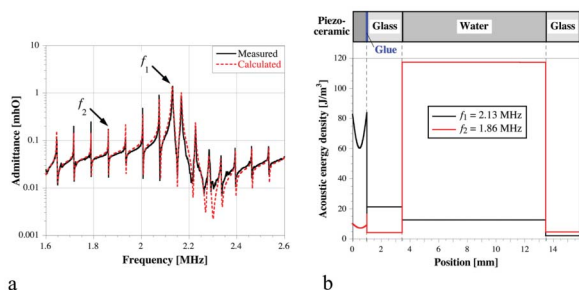 Measured
Calculated
f1
f2
Admittance [mhO]
10
1
0.1
0.01
0.001
1.6 1.8 2 2.2 2.4 2.6
Frequency [MHz]
a
Piezo-
ceramic
Glass Water Glass
Glue
Acoustic energy density [J/m³]
120
100
80
60
40
20
0
f1 = 2.13 MHz
f2 = 1.86 MHz
0 2 4 6 8 10 12 14
Position [mm]
b